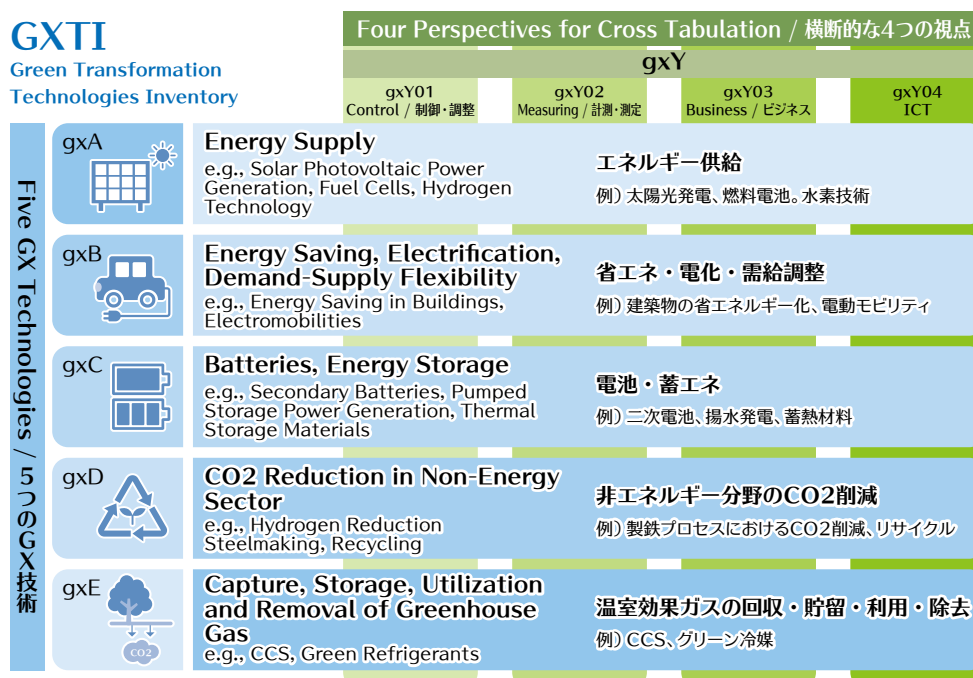 GXTI
Green Transformation
Technologies Inventory
Four Perspectives for Cross Tabulation / 横断的な4つの視点
gxY
gxY01
Control / 制御・調整
gxY02
Measuring / 計測・測定
gxY03
Business / ビジネス
gxY04
ICT
Five GX Technologies / 5つのGX技術
gxA
Energy Supply
e.g., Solar Photovoltaic Power
Generation, Fuel Cells, Hydrogen
Technology
エネルギー供給
例）太陽光発電、燃料電池。水素技術
gxB
Energy Saving, Electrification,
Demand-Supply Flexibility
e.g., Energy Saving in Buildings,
Electromobilities
省エネ・電化・需給調整
例）建築物の省エネルギー化、電動モビリティ
gxC
Batteries, Energy Storage
e.g., Secondary Batteries, Pumped
Storage Power Generation, Thermal
Storage Materials
電池・蓄エネ
例）二次電池、揚水発電、蓄熱材料
gxD
CO2 Reduction in Non-Energy
Sector
e.g., Hydrogen Reduction
Steelmaking, Recycling
非エネルギー分野のCO2削減
例）製鉄プロセスにおけるCO2削減、リサイクル
gxE
CO2
Capture, Storage, Utilization
and Removal of Greenhouse
Gas
e.g., CCS, Green Refrigerants
温室効果ガスの回収・貯留・利用・除去
例）CCS、グリーン冷媒